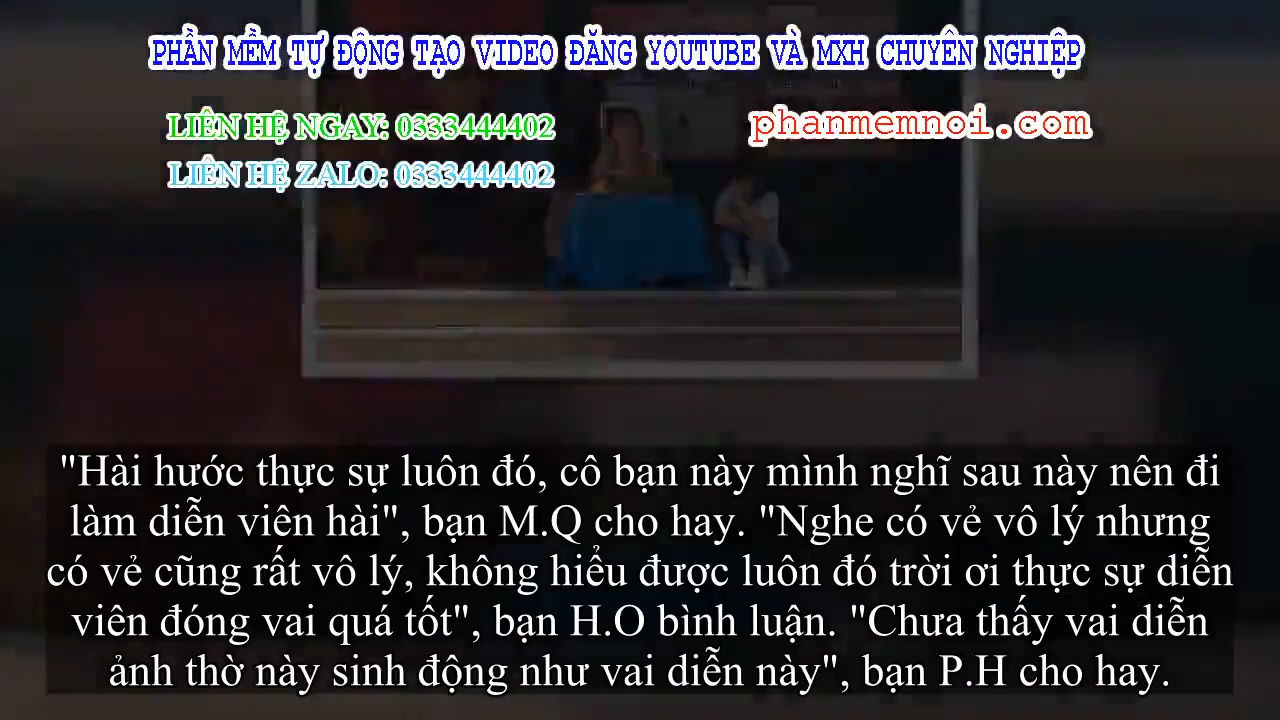 PHẦN MỀM TỰ ĐỘNG TẠO VIDEO ĐĂNG YOUTUBE VÀ MXH CHUYÊN NGHIỆP
LIÊN HỆ NGAY: 0333444402
phanmemnoi.com
LIÊN HỆ ZALO: 0333444402
"Hài hước thực sự luôn đó, cô bạn này mình nghĩ sau này nên đi
làm diễn viên hài", bạn M.Q cho hay. "Nghe có vẻ vô lý nhưng
có vẻ cũng rất vô lý, không hiểu được luôn đó trời ơi thực sự diễn
viên đóng vai quá tốt", bạn H.O bình luận. "Chưa thấy vai diễn
ảnh thờ này sinh động như vai diễn này", bạn P.H cho hay.